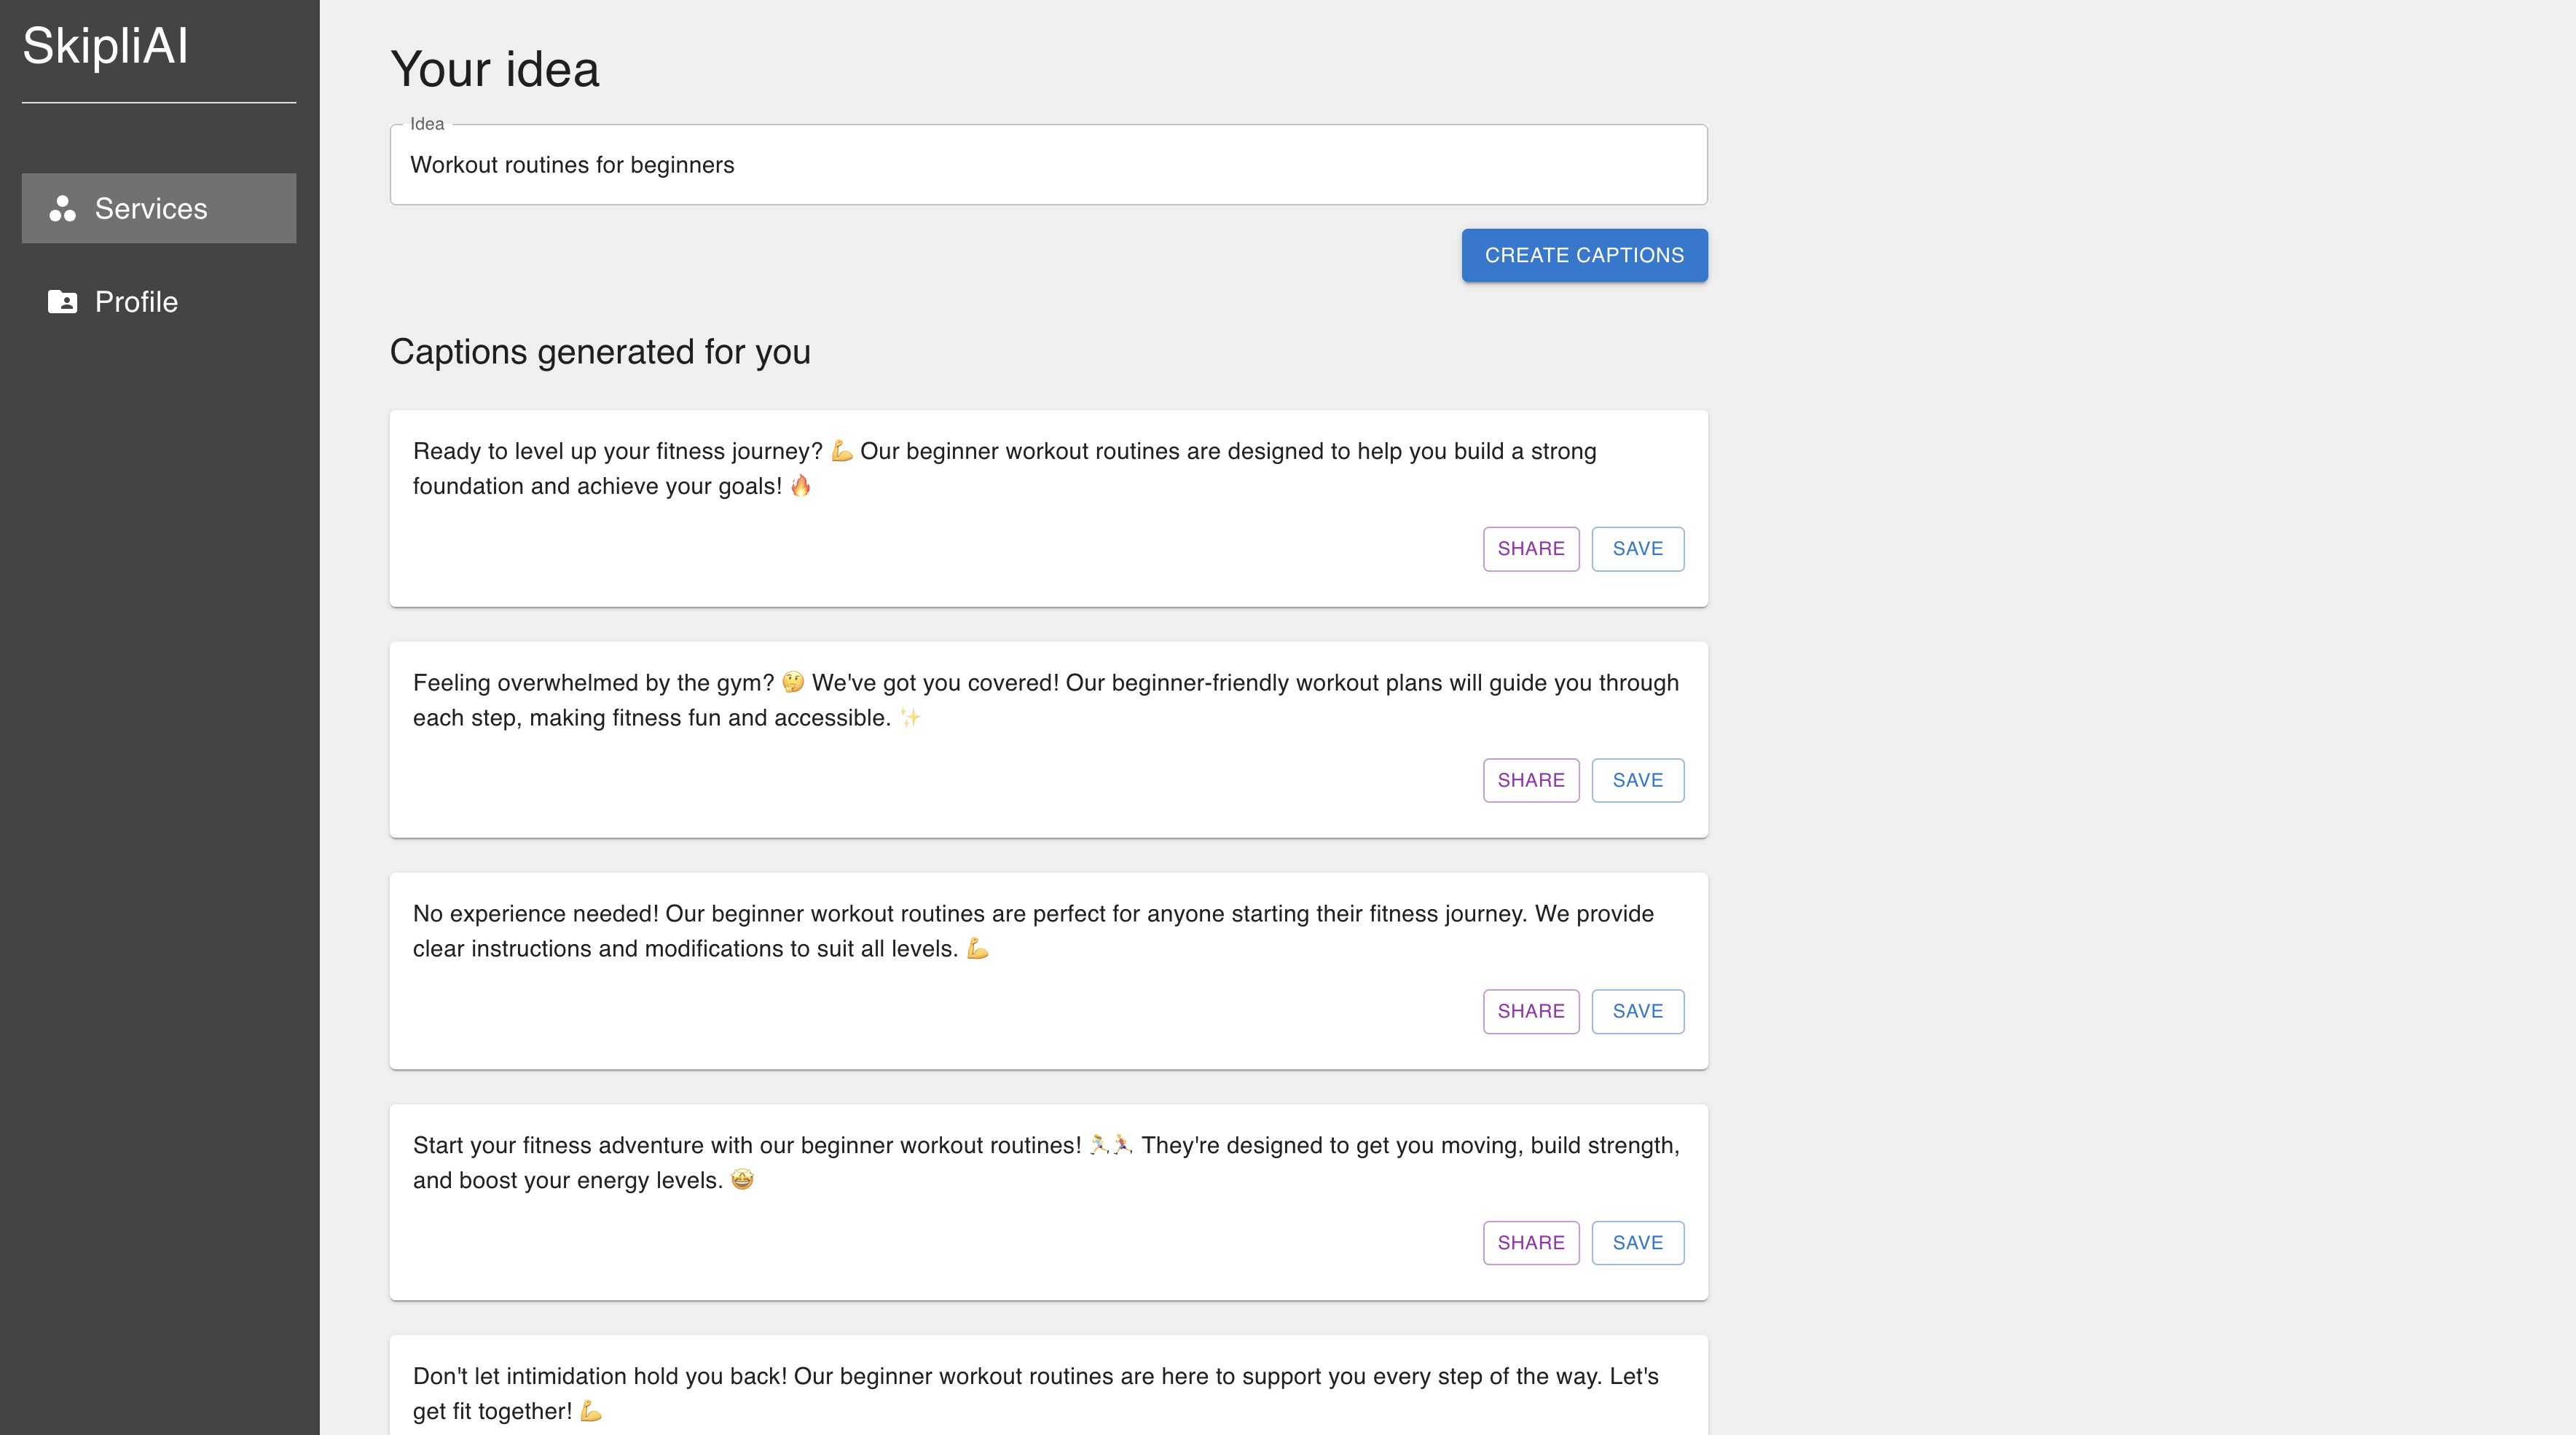 SkipliAI
Services
Profile
Your idea
Idea
Workout routines for beginners
CREATE CAPTIONS
Captions generated for you
Ready to level up your fitness journey? 💪 Our beginner workout routines are designed to help you build a strong
foundation and achieve your goals! 🔥
SHARE SAVE
Feeling overwhelmed by the gym? 🤔 We've got you covered! Our beginner-friendly workout plans will guide you through
each step, making fitness fun and accessible. ✨
SHARE SAVE
No experience needed! Our beginner workout routines are perfect for anyone starting their fitness journey. We provide
clear instructions and modifications to suit all levels. 💪
SHARE SAVE
Start your fitness adventure with our beginner workout routines! 🏃‍♂️🏃‍♀️ They're designed to get you moving, build strength,
and boost your energy levels. 🤩
SHARE SAVE
Don't let intimidation hold you back! Our beginner workout routines are here to support you every step of the way. Let's
get fit together! 💪